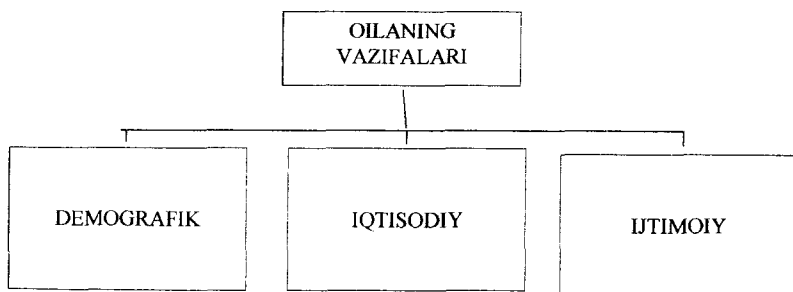 OILANING
VAZIFALARI
DEMOGRAFIK
IQTISODIY
IJTIMOIY